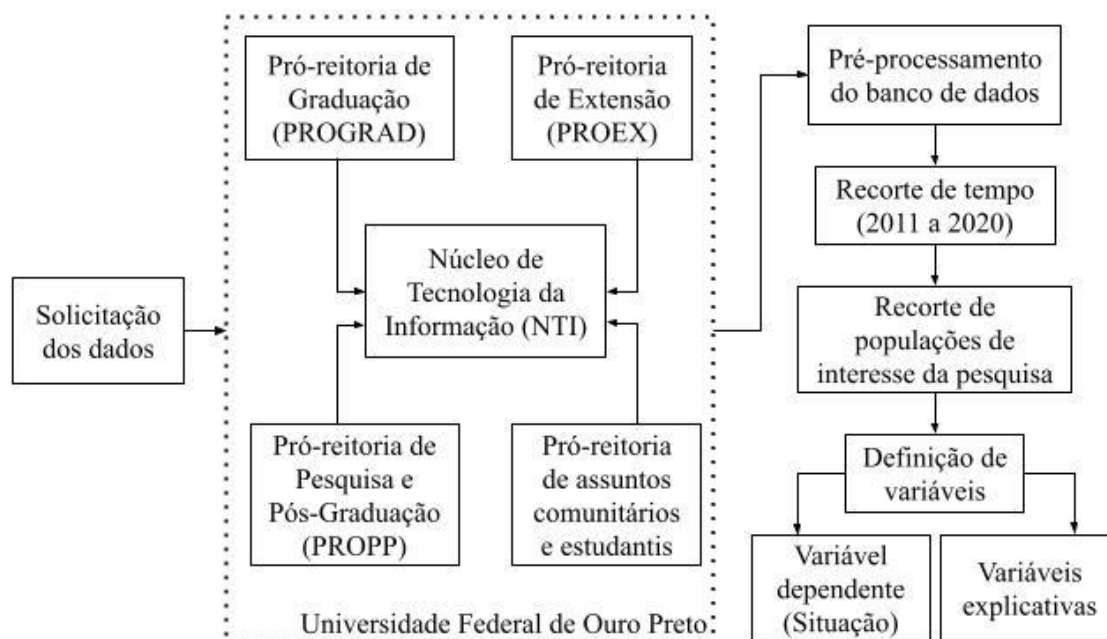 Solicitação
dos dados
Pró-reitoria de
Graduação
(PROGRAD)
Pró-reitoria
de Extensão
(PROEX)
Núcleo de
Tecnologia da
Informação (NTI)
Pró-reitoria de
Pesquisa e
Pós-Graduação
(PROPP)
Pró-reitoria
de assuntos
comunitários
e estudantis
Universidade Federal de Ouro Preto
Pré-processamento
do banco de dados
Recorte de tempo
(2011 a 2020)
Recorte de
populações de
interesse da pesquisa
Definição de
variáveis
Variável
dependente
(Situação)
Variáveis
explicativas